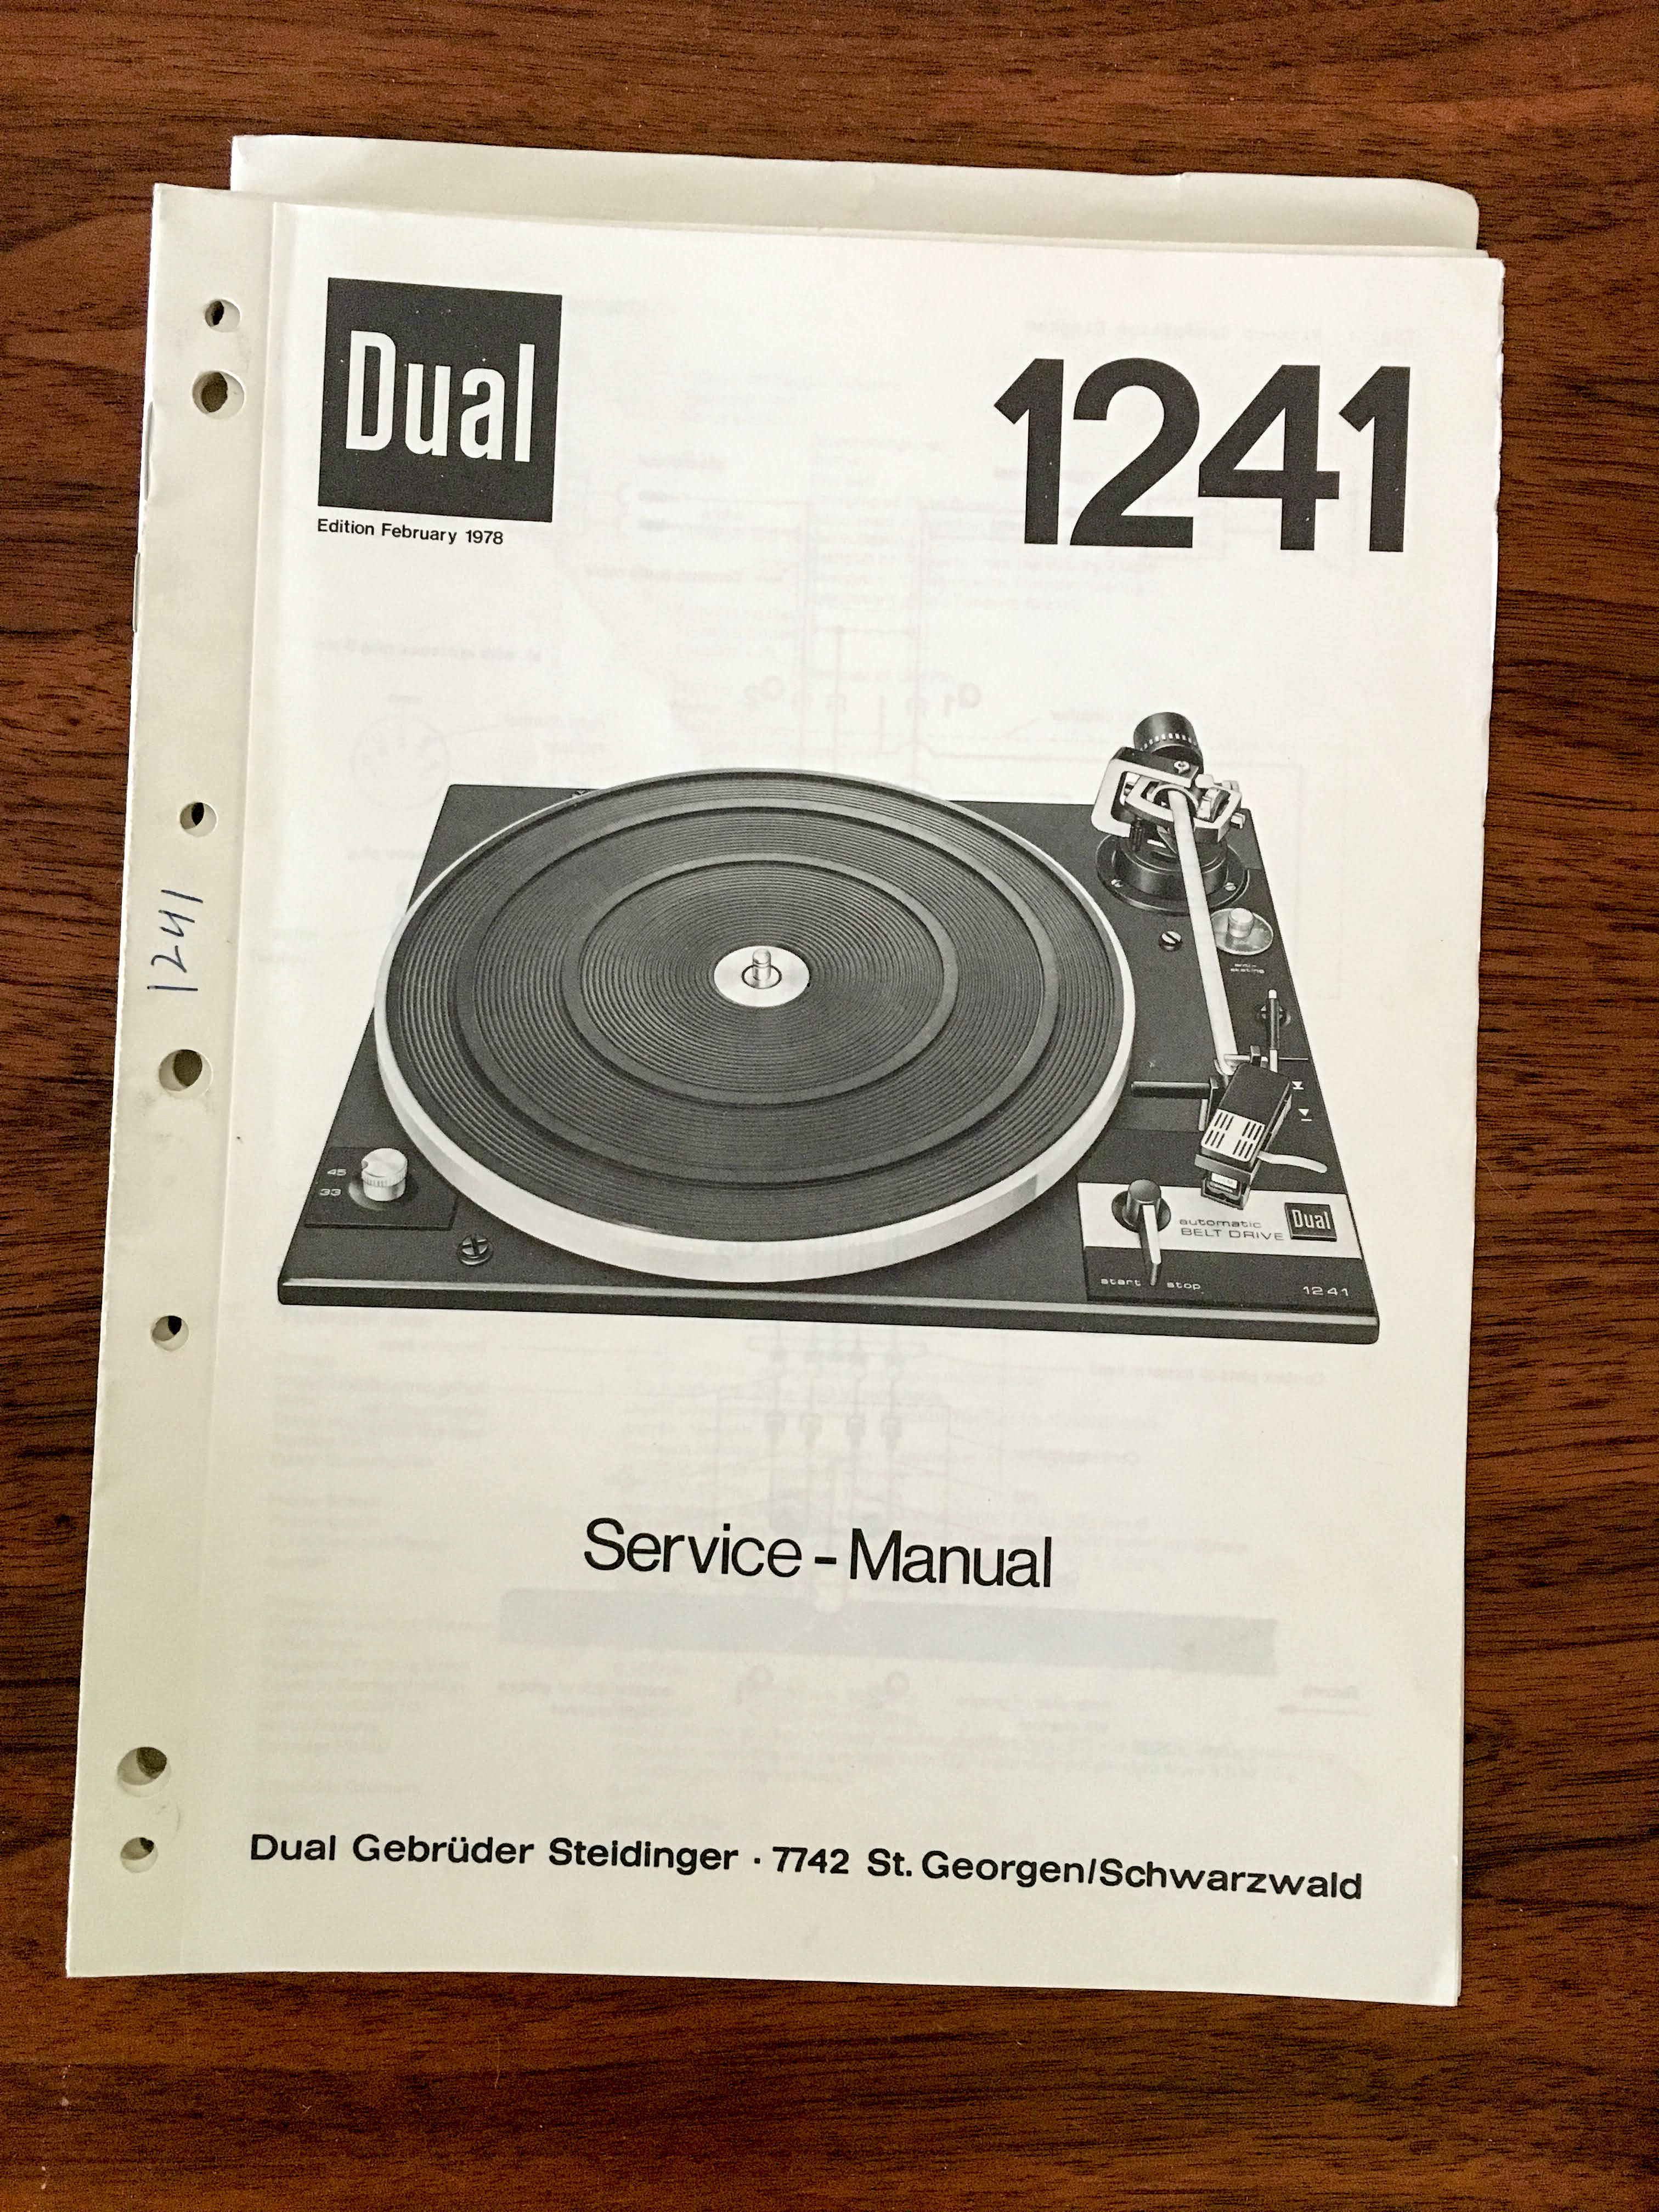 Dual
1241
Edition February 1978
1241
anti-
skating
45
33
automatic
BELT DRIVE
Dual
start stop
1241
Service-Manual
Dual Gebrüder Steidinger · 7742 St. Georgen/Schwarzwald